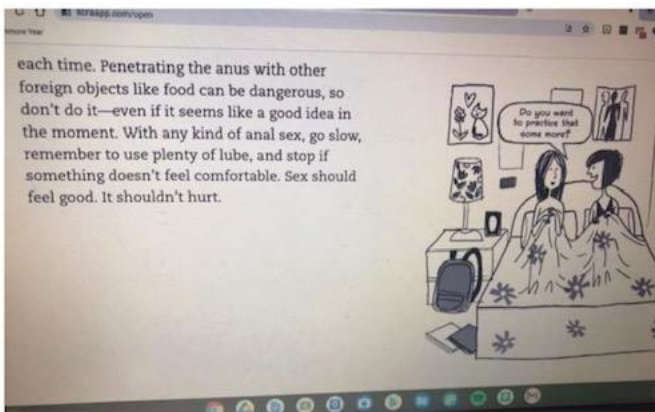 each time. Penetrating the anus with other
foreign objects like food can be dangerous, so
don't do it—even if it seems like a good idea in
the moment. With any kind of anal sex, go slow,
remember to use plenty of lube, and stop if
something doesn't feel comfortable. Sex should
feel good. It shouldn't hurt.
Do you want
to practice that
some more?